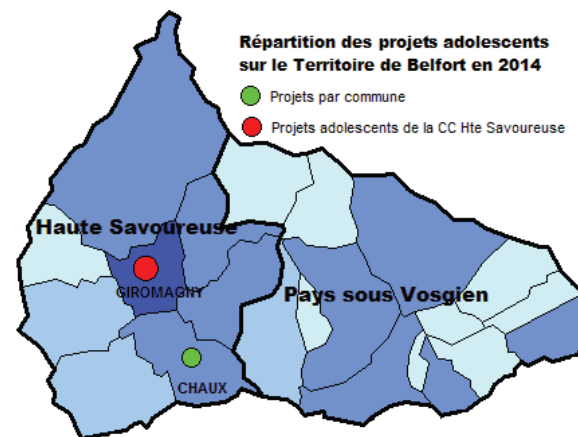 Répartition des projets adolescents
sur le Territoire de Belfort en 2014
Projets par commune
Projets adolescents de la CC Hte Savoureuse
Haute Savoureuse
GIROMAGNY
Pays sous Vosgien
CHAUX